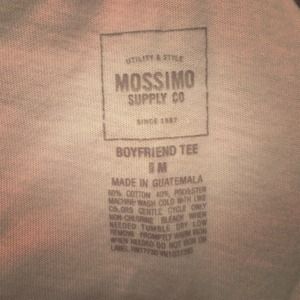 UTILITY & STYLE
MOSSIMO
SUPPLY CO
SINCE 1987
BOYFRIEND TEE
M
MADE IN GUATEMALA
60% COTTON 40% POLYESTER
MACHINE WASH COLD WITH LIKE
COLORS GENTLE CYCLE ONLY
NON-CHLORINE BLEACH WHEN
NEEDED TUMBLE DRY LOW
REMOVE PROMPTLY WARM IRON
WHEN NEEDED DO NOT IRON ON
LABEL